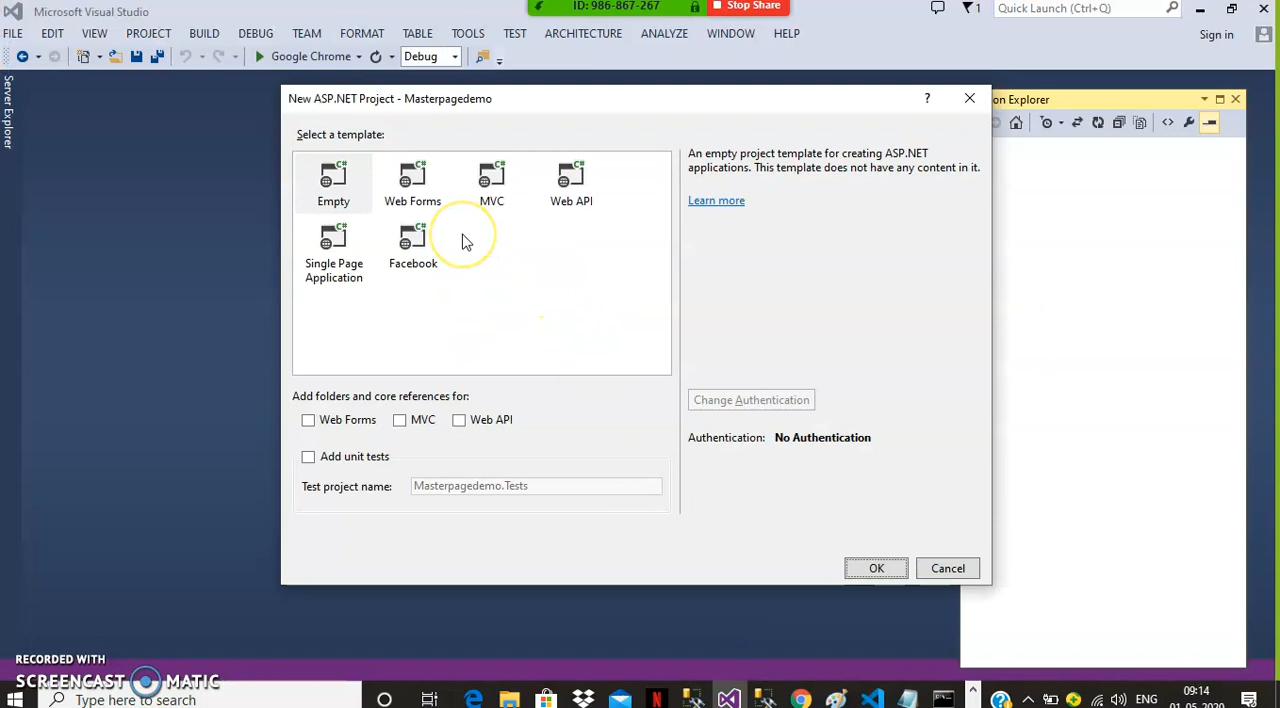 Microsoft Visual Studio
ID: 986-867-267
Stop Share
1
Quick Launch (Ctrl+Q)
FILE EDIT VIEW PROJECT BUILD DEBUG TEAM FORMAT TABLE TOOLS TEST ARCHITECTURE ANALYZE WINDOW HELP
Sign in
Google Chrome
Debug
Server Explorer
New ASP.NET Project - Masterpagedemo
?
on Explorer
Select a template:
C# C# C# C#
Empty Web Forms MVC Web API
C# C#
Single Page
Application
Facebook
An empty project template for creating ASP.NET
applications. This template does not have any content in it.
Learn more
Change Authentication
Authentication: No Authentication
Add folders and core references for:
Web Forms MVC Web API
Add unit tests
Test project name: Masterpagedemo.Tests
OK Cancel
RECORDED WITH
SCREENCAST MATIC
Type here to search
ENG
09:14
01-05-2020